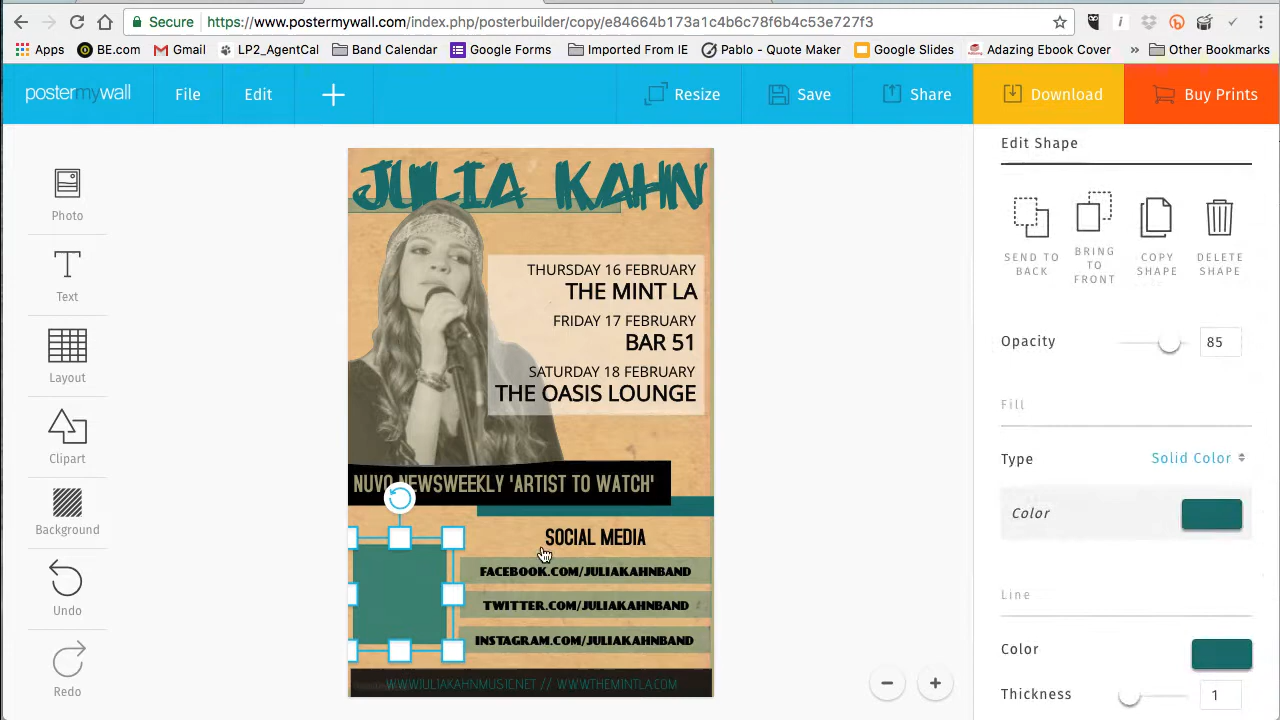 Secure https://www.postermywall.com/index.php/posterbuilder/copy/e84664b173a1c4b6c78f6b4c53e727f3
Apps BE.com Gmail LP2_AgentCal Band Calendar Google Forms Imported From IE Pablo - Quote Maker Google Slides Adazing Ebook Cover » Other Bookmarks
postermywall File Edit Resize Save Share Download Buy Prints
Photo
Text
Layout
Clipart
Background
Undo
Redo
JULIA KAHN
THURSDAY 16 FEBRUARY
THE MINT LA
FRIDAY 17 FEBRUARY
BAR 51
SATURDAY 18 FEBRUARY
THE OASIS LOUNGE
NUVO NEWSWEEKLY 'ARTIST TO WATCH'
SOCIAL MEDIA
FACEBOOK.COM/JULIAKAHNBAND
TWITTER.COM/JULIAKAHNBAND
INSTAGRAM.COM/JULIAKAHNBAND
WWW.JULIAKAHNMUSIC.NET // WWW.THEMINTLA.COM
Edit Shape
SEND TO BACK
BRING TO FRONT
COPY SHAPE
DELETE SHAPE
Opacity 85
Fill
Type Solid Color
Color
Line
Color
Thickness 1